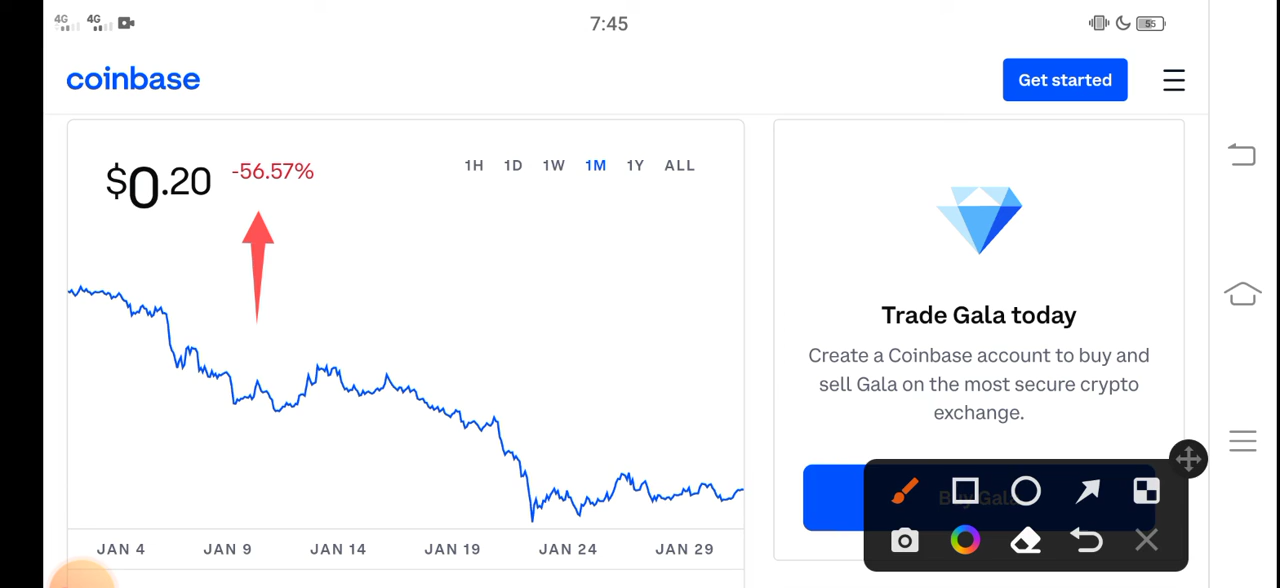 4G 4G 7:45 55
coinbase Get started
$0.20 -56.57% 1H 1D 1W 1M 1Y ALL
Trade Gala today
Create a Coinbase account to buy and
sell Gala on the most secure crypto
exchange.
Buy Gala
JAN 4 JAN 9 JAN 14 JAN 19 JAN 24 JAN 29